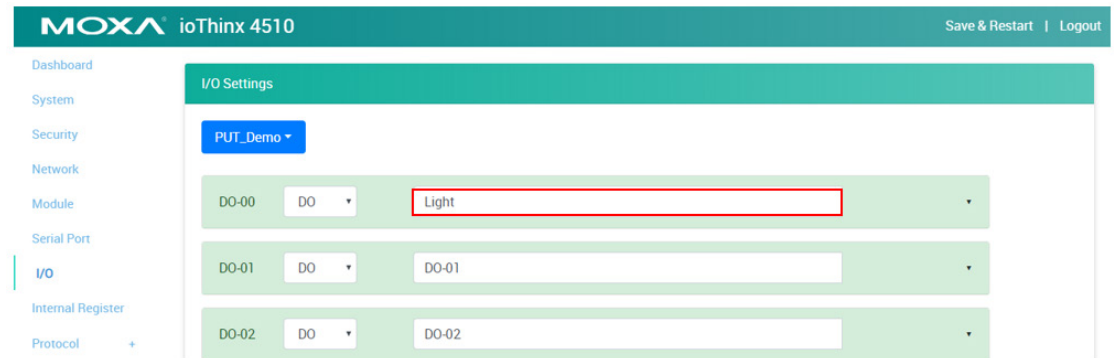 MOXA ioThinx 4510 Save & Restart | Logout
Dashboard
System
Security
Network
Module
Serial Port
I/O
Internal Register
Protocol +
I/O Settings
PUT_Demo
DO-00 DO Light
DO-01 DO DO-01
DO-02 DO DO-02